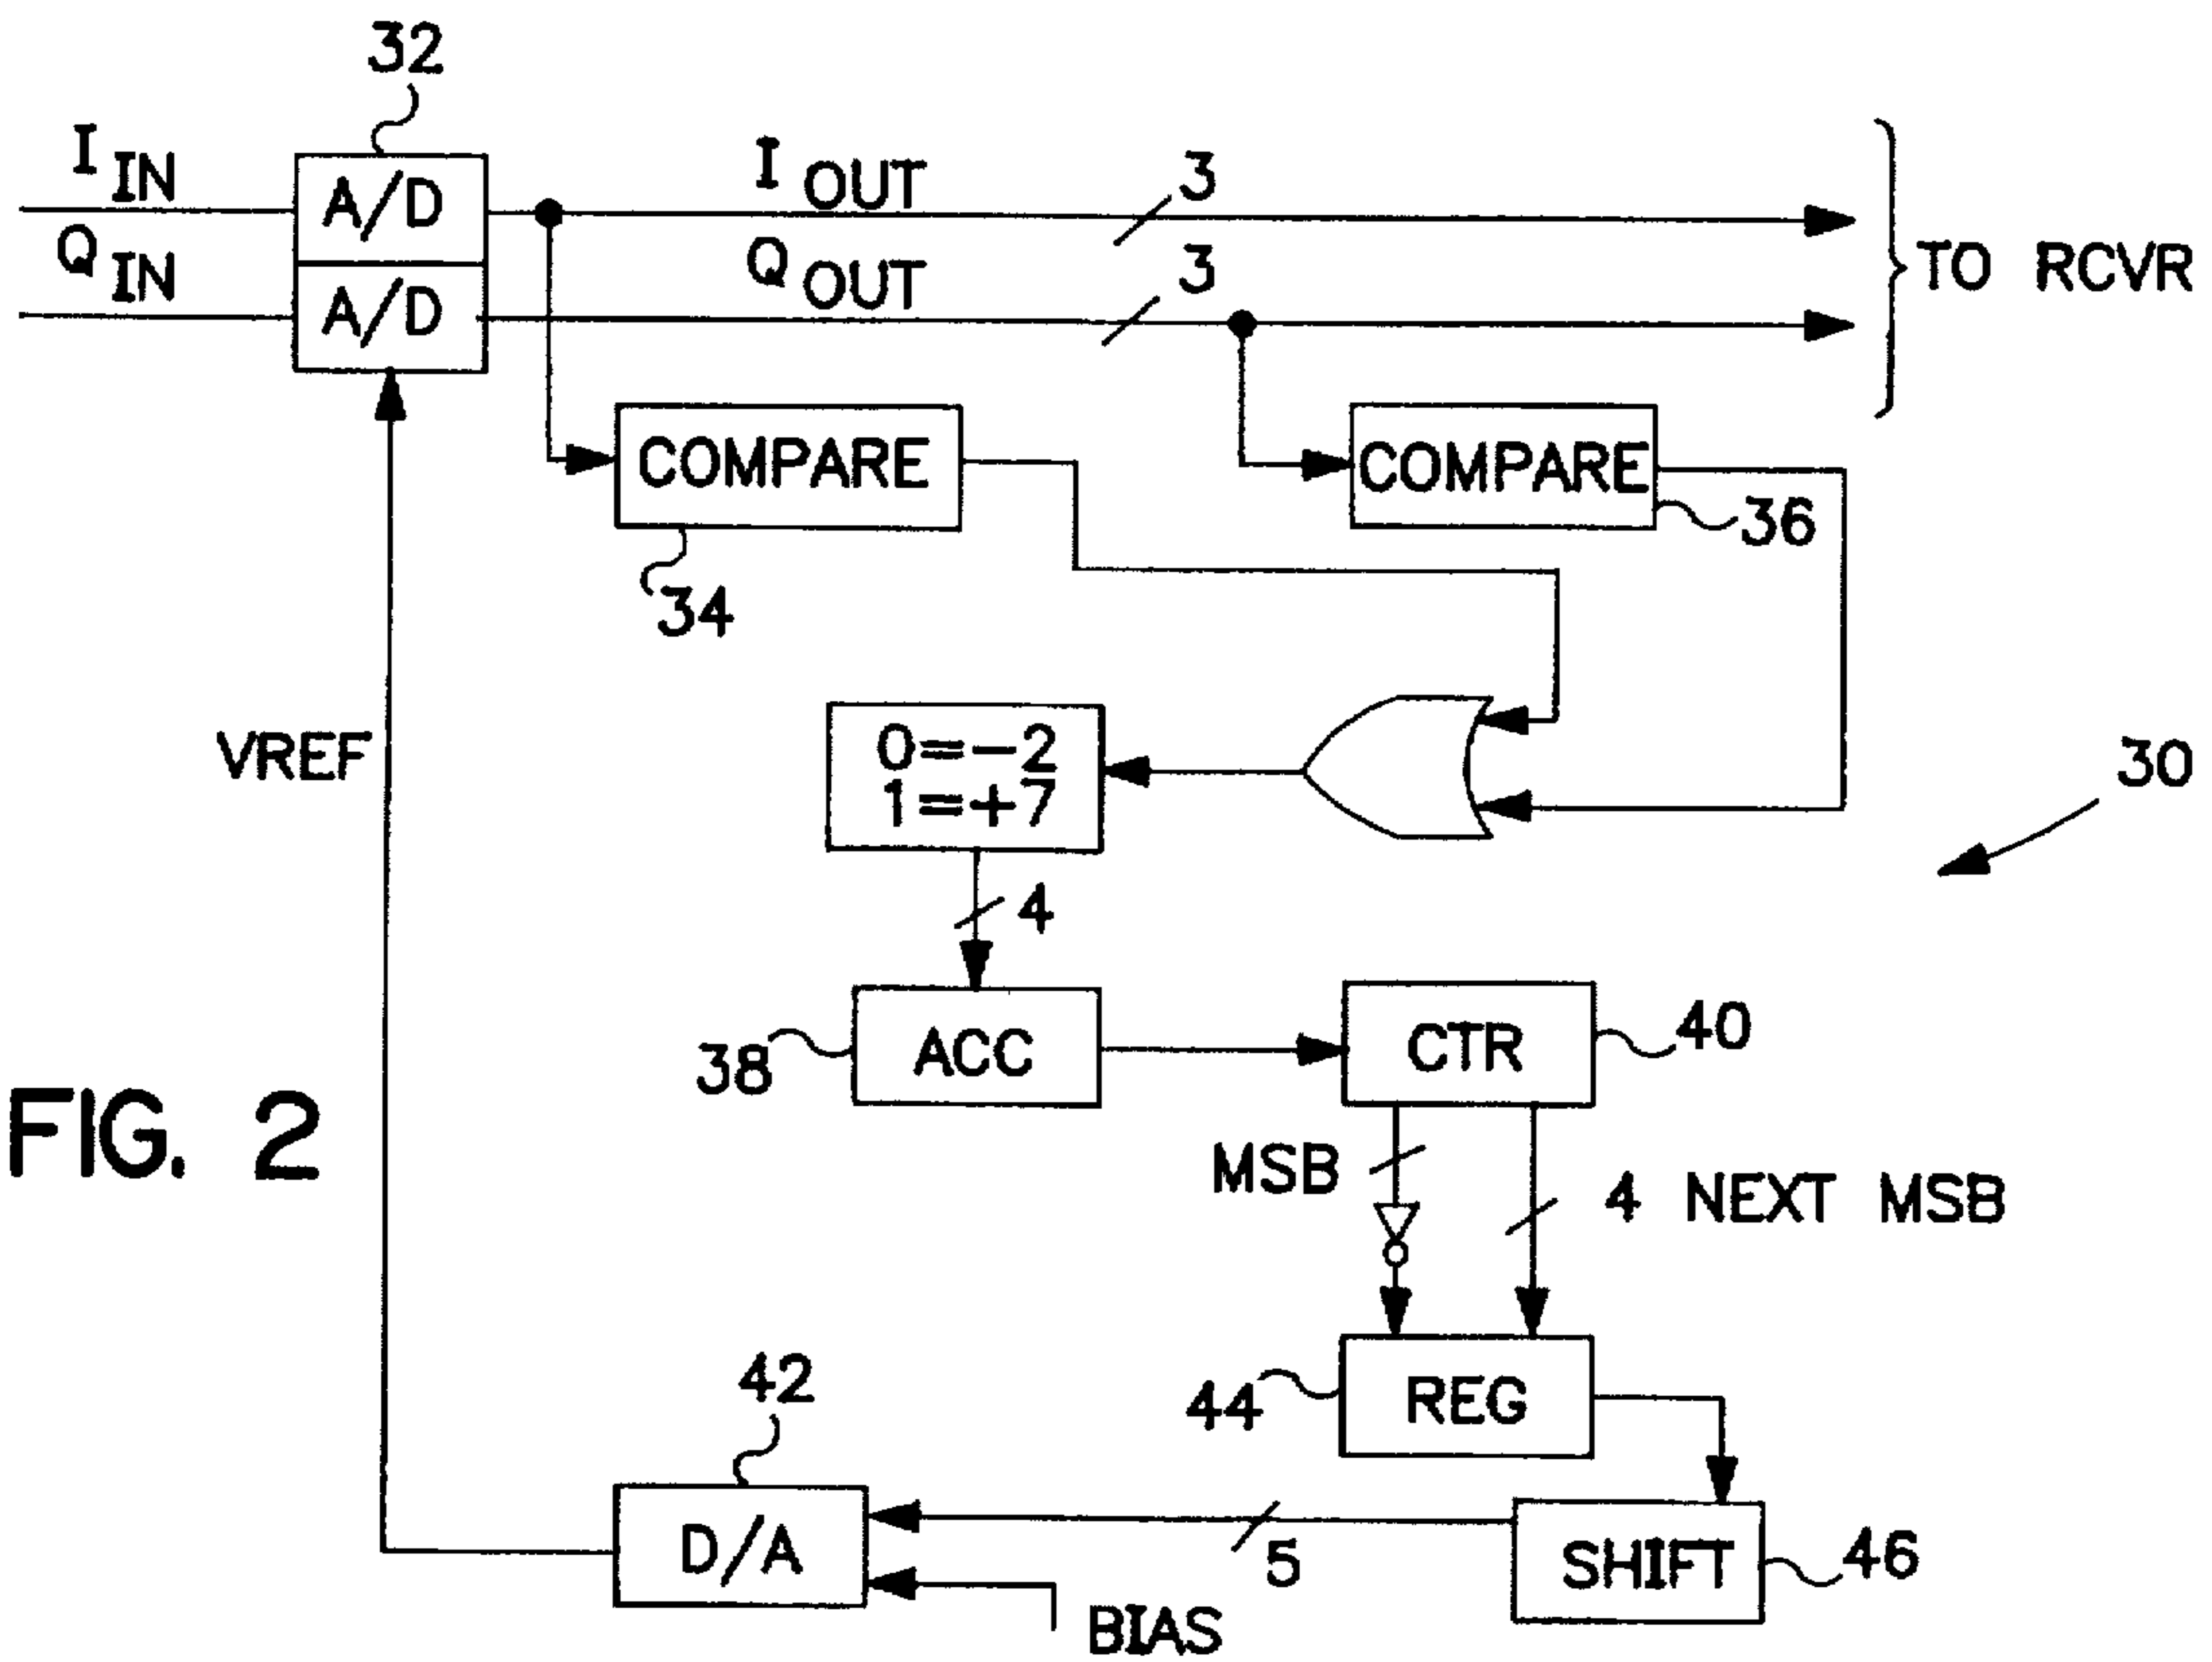 32
I IN
A/D
I OUT
3
Q IN
A/D
Q OUT
3
TO RCVR
COMPARE
COMPARE
36
34
VREF
0=-2
1=+7
30
4
38
ACC
CTR
40
FIG. 2
MSB
4 NEXT MSB
42
44
REG
D/A
5
SHIFT
46
BIAS